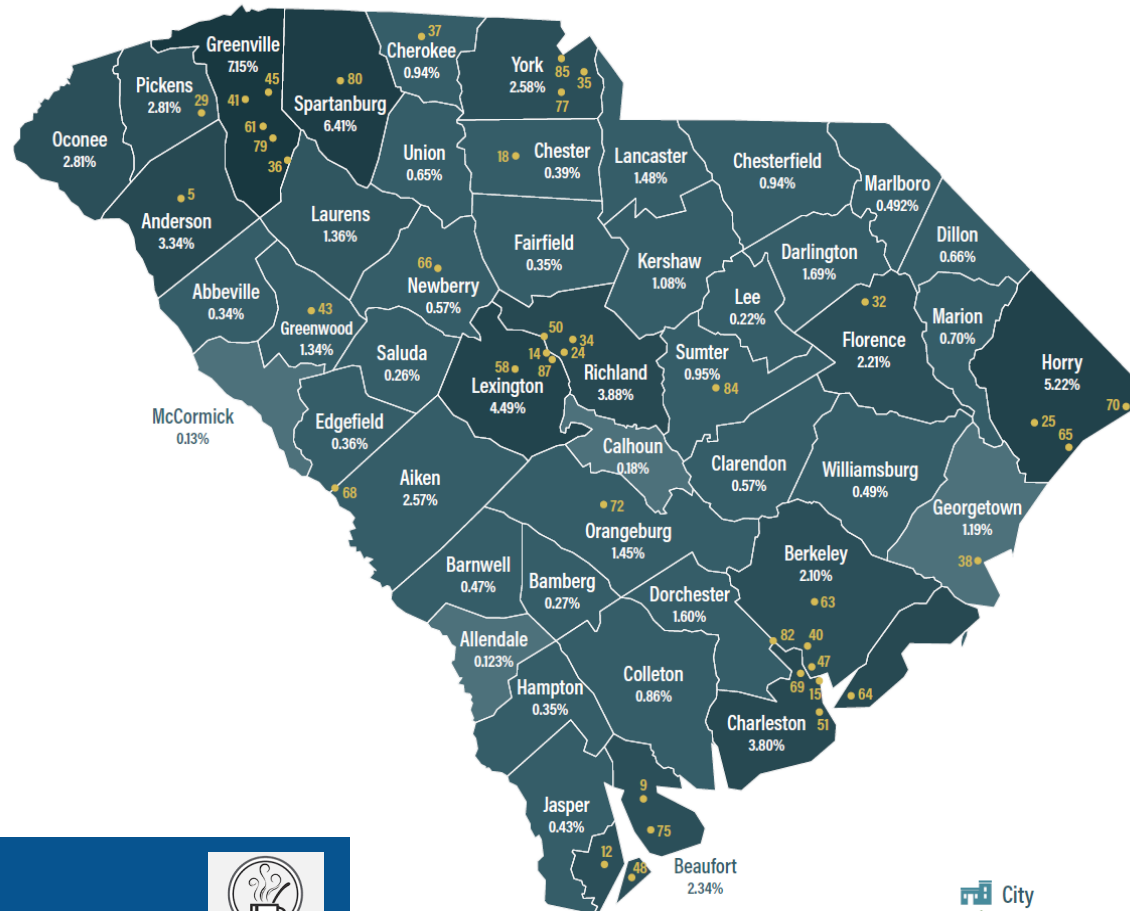 37
Cherokee
0.94%
Greenville
7.15%
45
41
61
79
36
80
Spartanburg
6.41%
York
2.58%
85
35
77
Pickens
2.81%
29
Oconee
2.81%
Union
0.65%
18
Chester
0.39%
Lancaster
1.48%
Chesterfield
0.94%
Marlboro
0.492%
Dillon
0.66%
5
Anderson
3.34%
Laurens
1.36%
Fairfield
0.35%
Kershaw
1.08%
Darlington
1.69%
66
Newberry
0.57%
Abbeville
0.34%
43
Greenwood
1.34%
Saluda
0.26%
Lee
0.22%
32
Florence
2.21%
Marion
0.70%
Horry
5.22%
70
25
65
50
34
14
24
87
58
Lexington
4.49%
Richland
3.88%
Sumter
0.95%
84
McCormick
0.13%
Edgefield
0.36%
Calhoun
0.18%
Clarendon
0.57%
Williamsburg
0.49%
Georgetown
1.19%
38
Aiken
2.57%
68
72
Orangeburg
1.45%
Berkeley
2.10%
63
Barnwell
0.47%
Bamberg
0.27%
Dorchester
1.60%
82
40
47
69
15
64
51
Charleston
3.80%
Allendale
0.123%
Hampton
0.35%
Colleton
0.86%
Jasper
0.43%
9
75
12
48
Beaufort
2.34%
City